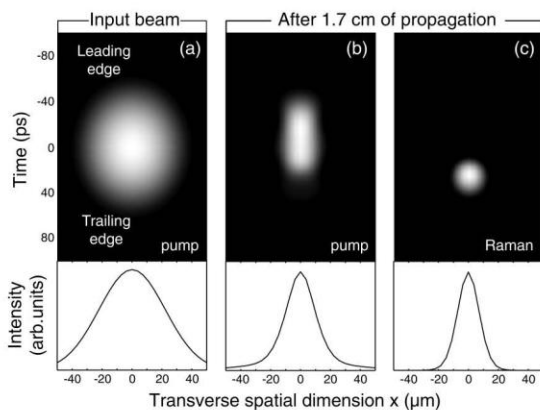 Input beam
After 1.7 cm of propagation
(a)
(b)
(c)
Leading
edge
Trailing
edge
pump
pump
Raman
Time (ps)
-80
-40
0
40
80
Intensity
(arb.units)
-40 -20 0 20 40
-40 -20 0 20 40
-40 -20 0 20 40
Transverse spatial dimension x (μm)